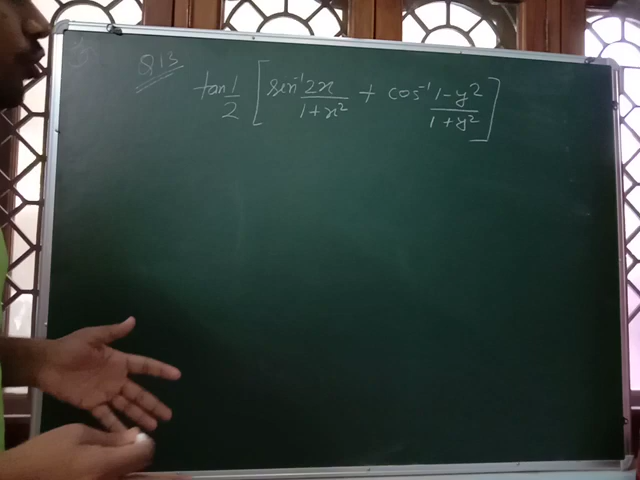 Q13
tan 1/2 [ sin⁻¹ 2x/1+x² + cos⁻¹ 1-y²/1+y² ]